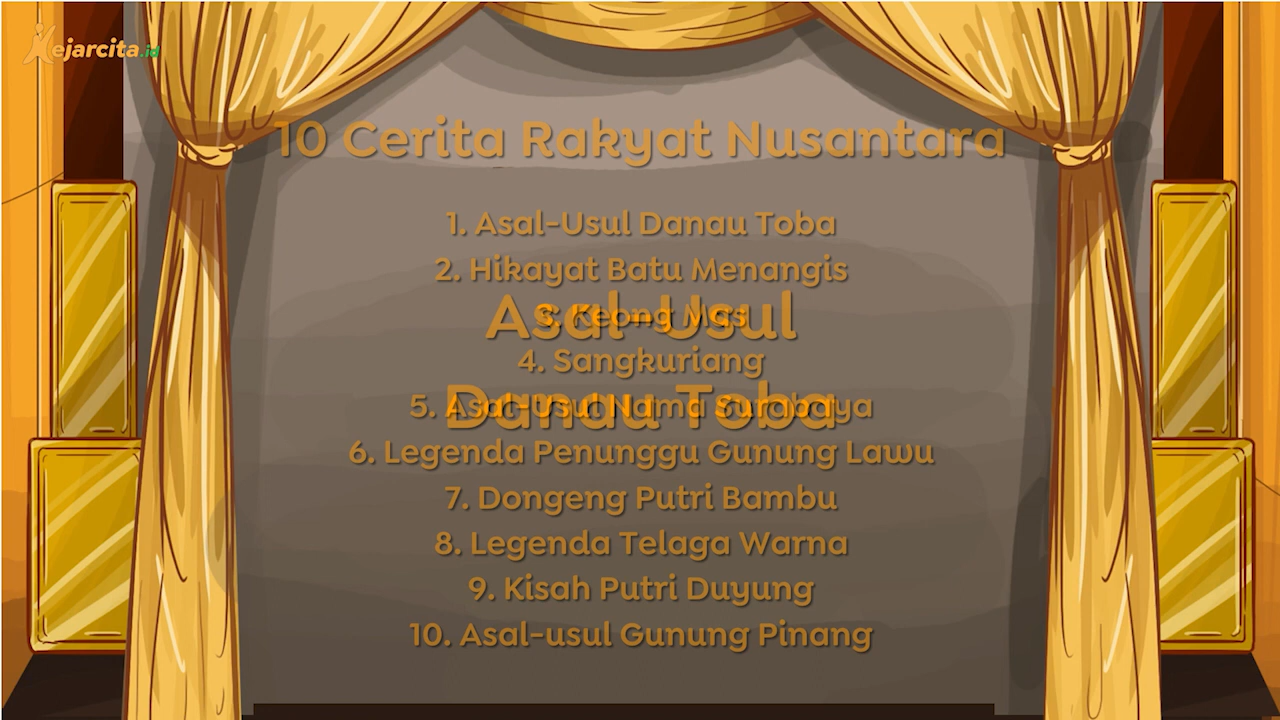 Kejarcita.id
10 Cerita Rakyat Nusantara
1. Asal-Usul Danau Toba
2. Hikayat Batu Menangis
Asal-Usul
3. Keong Mas
4. Sangkuriang
Danau Toba
5. Asal-Usul Nama Surabaya
6. Legenda Penunggu Gunung Lawu
7. Dongeng Putri Bambu
8. Legenda Telaga Warna
9. Kisah Putri Duyung
10. Asal-usul Gunung Pinang